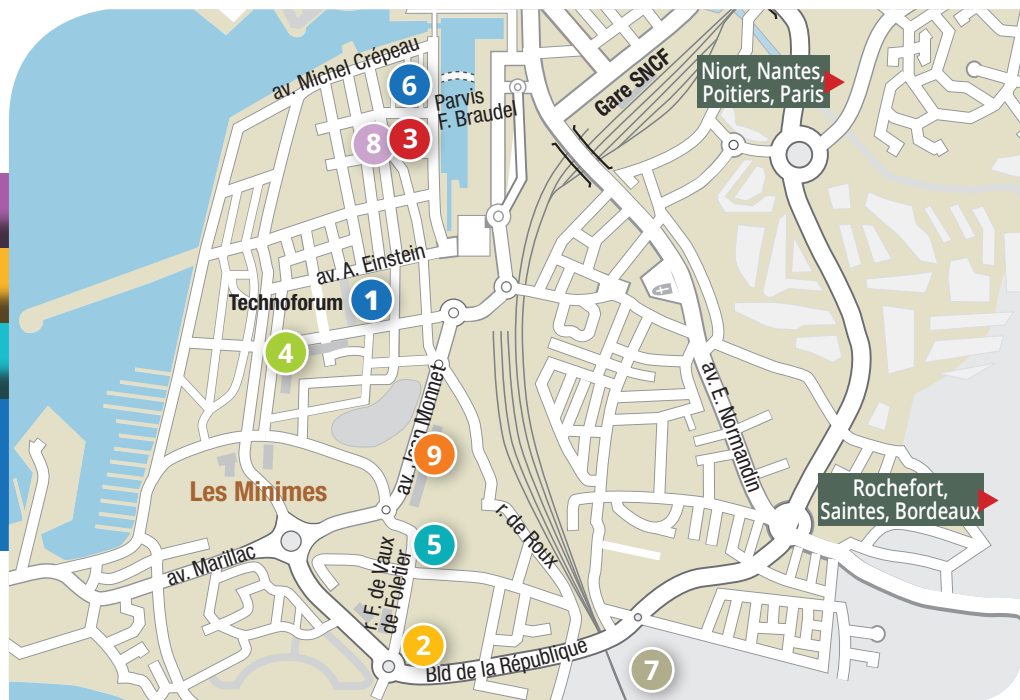 av. Michel Crépeau
6
Parvis
F. Braudel
8
3
Gare SNCF
Niort, Nantes,
Poitiers, Paris
av. A. Einstein
Technoforum
1
4
av. Jean Monnet
9
av. E. Normandin
Les Minimes
Rochefort,
Saintes, Bordeaux
r. de Roux
5
av. Marillac
r. F. de Vaux
de Foletier
2
Bld de la République
7